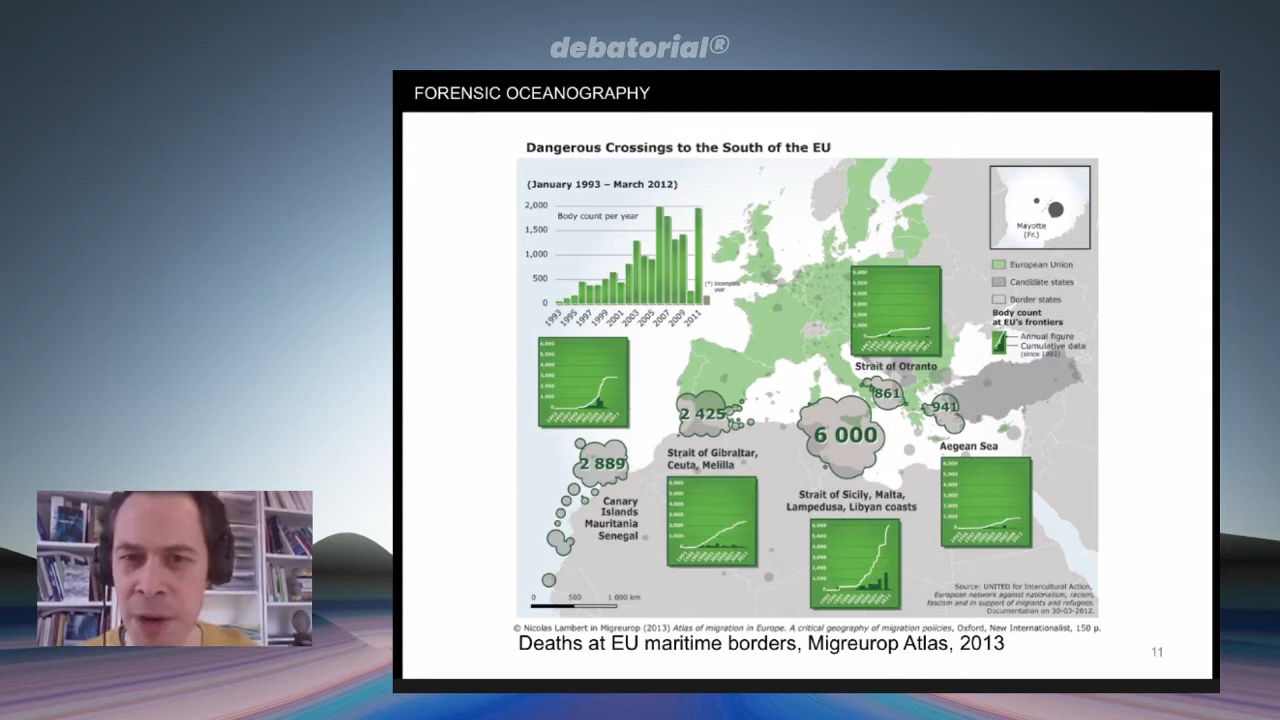 debatorial®
FORENSIC OCEANOGRAPHY
Dangerous Crossings to the South of the EU
(January 1993 – March 2012)
Body count per year
2,000
1,500
1,000
500
0
1993
1995
1997
1999
2001
2003
2005
2007
2009
2011
(*) Incomplete
year
Mayotte
(Fr.)
European Union
Candidate states
Border states
Body count
at EU's frontiers
Annual figure
Cumulative data
(since 1993)
Strait of Otranto
861
941
Aegean Sea
2 425
6 000
2 889
Strait of Gibraltar,
Ceuta, Melilla
Canary
Islands
Mauritania
Senegal
Strait of Sicily, Malta,
Lampedusa, Libyan coasts
0 500 1 000 km
Source: UNITED for Intercultural Action,
European network against nationalism, racism,
fascism and in support of migrants and refugees.
Documentation on 30-03-2012.
© Nicolas Lambert in Migreurop (2013) Atlas of migration in Europe. A critical geography of migration policies, Oxford, New Internationalist, 150 p.
Deaths at EU maritime borders, Migreurop Atlas, 2013
11